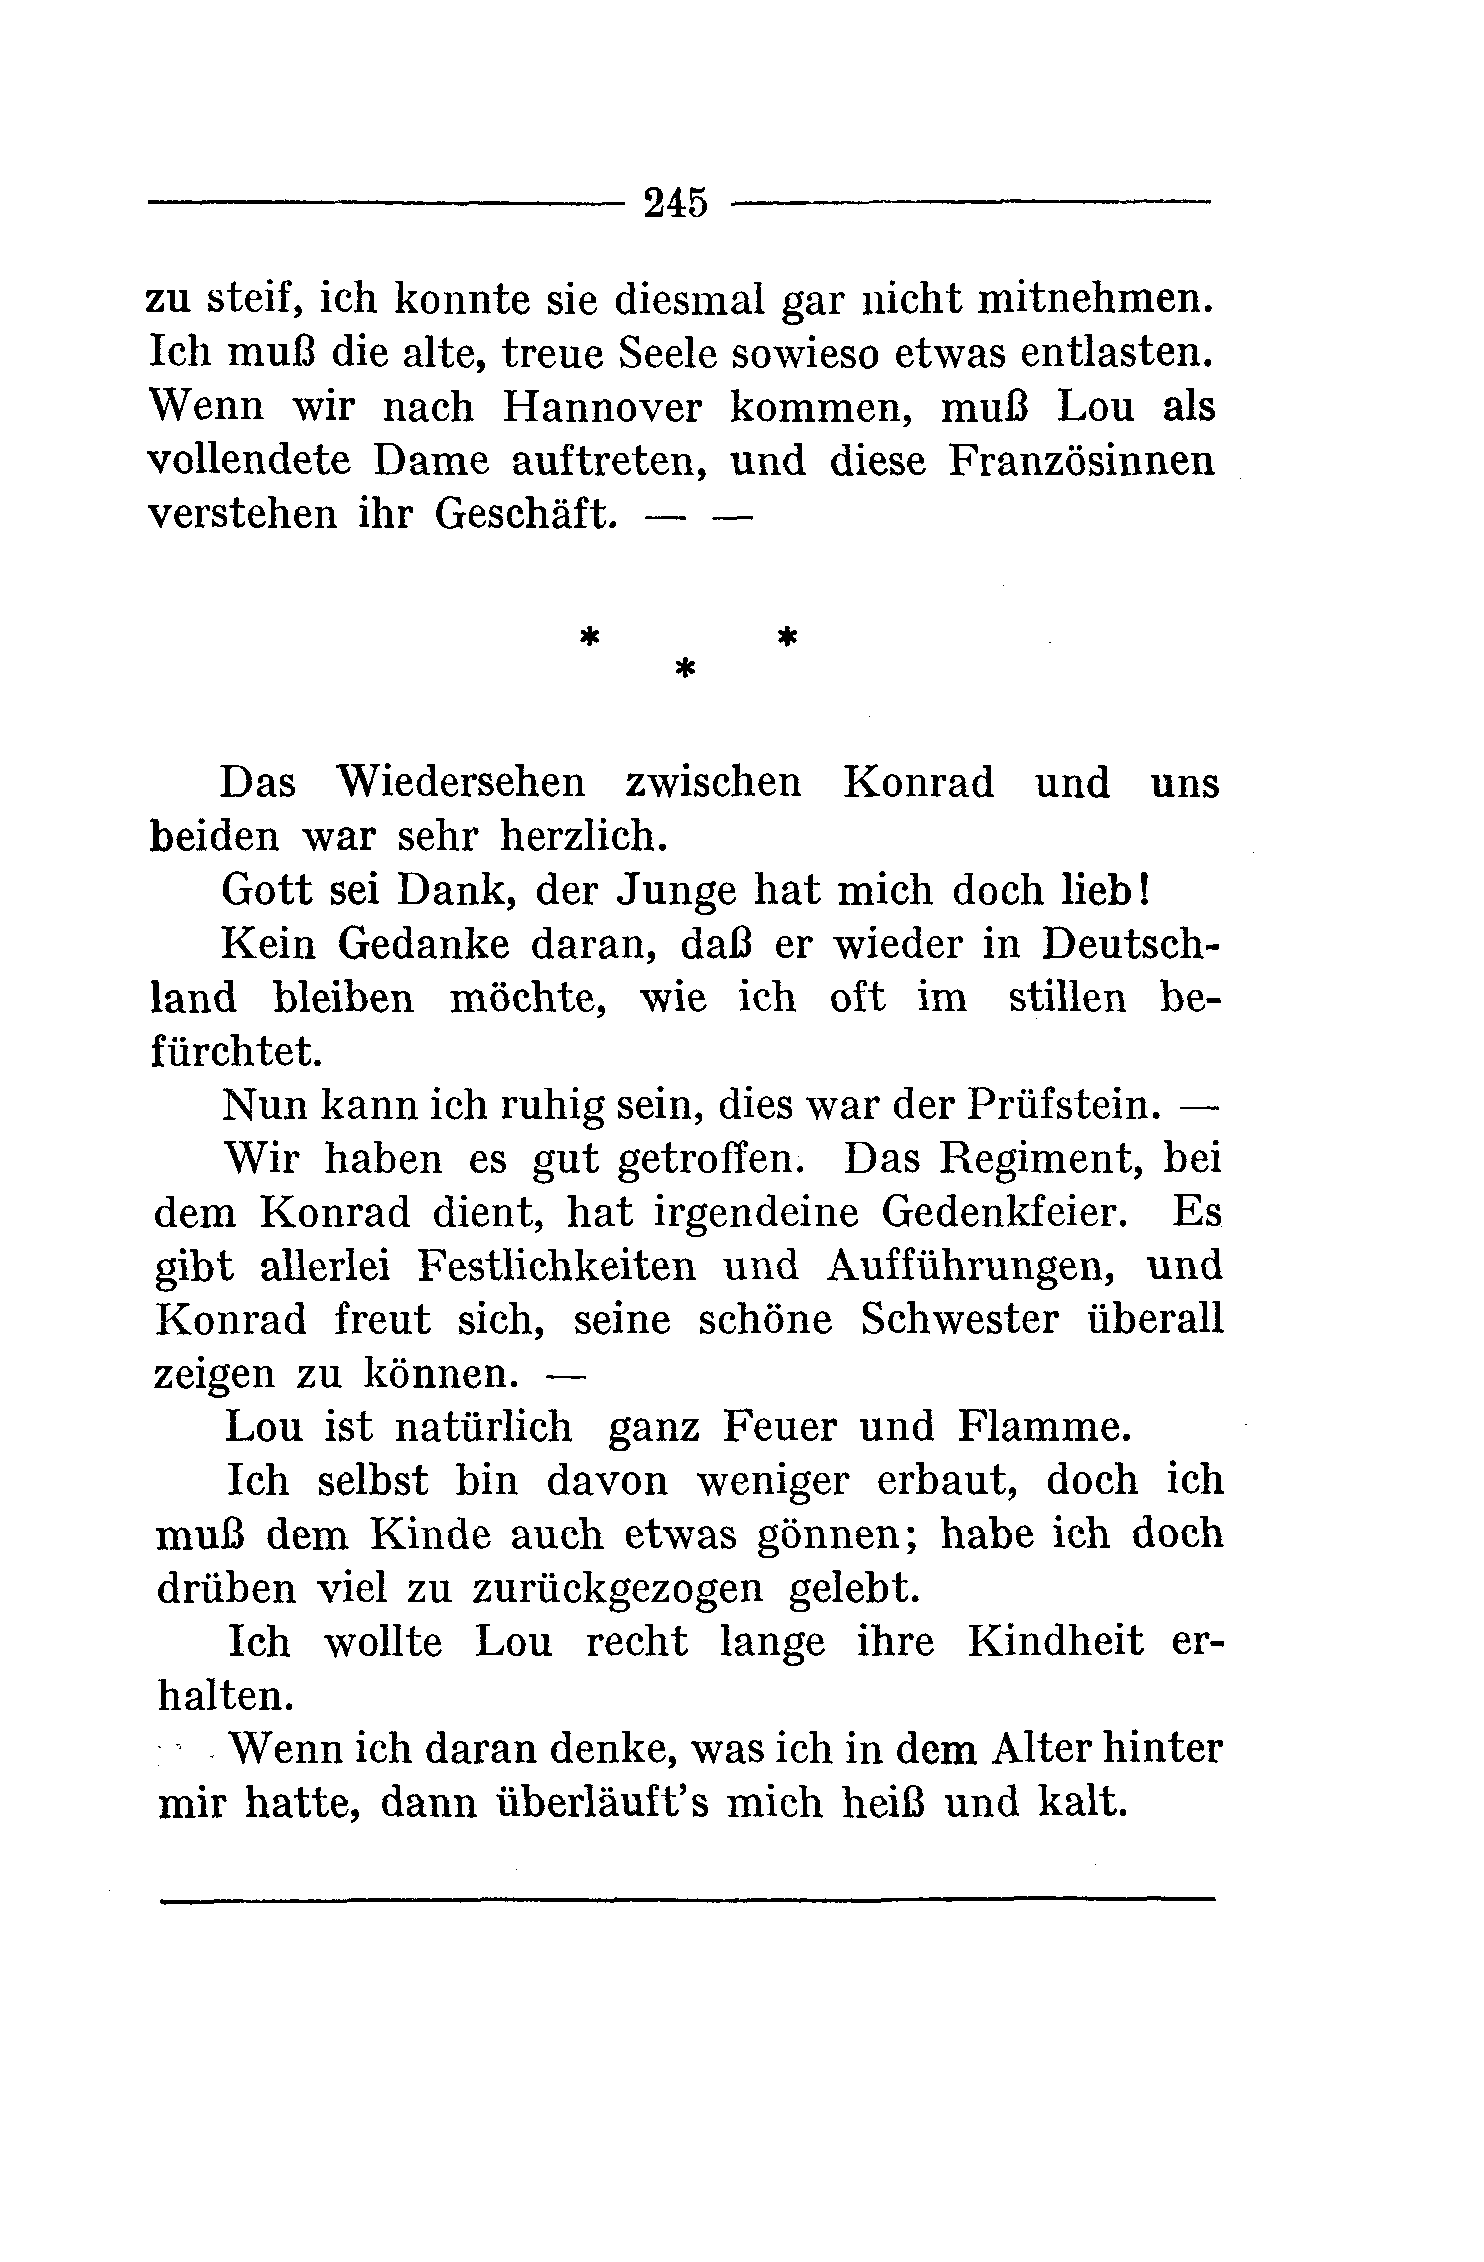 245
zu steif, ich konnte sie diesmal gar nicht mitnehmen.
Ich muß die alte, treue Seele sowieso etwas entlasten.
Wenn wir nach Hannover kommen, muß Lou als
vollendete Dame auftreten, und diese Französinnen
verstehen ihr Geschäft. — —
* *
*
Das Wiedersehen zwischen Konrad und uns
beiden war sehr herzlich.
Gott sei Dank, der Junge hat mich doch lieb!
Kein Gedanke daran, daß er wieder in Deutsch-
land bleiben möchte, wie ich oft im stillen be-
fürchtet.
Nun kann ich ruhig sein, dies war der Prüfstein. —
Wir haben es gut getroffen. Das Regiment, bei
dem Konrad dient, hat irgendeine Gedenkfeier. Es
gibt allerlei Festlichkeiten und Aufführungen, und
Konrad freut sich, seine schöne Schwester überall
zeigen zu können. —
Lou ist natürlich ganz Feuer und Flamme.
Ich selbst bin davon weniger erbaut, doch ich
muß dem Kinde auch etwas gönnen; habe ich doch
drüben viel zu zurückgezogen gelebt.
Ich wollte Lou recht lange ihre Kindheit er-
halten.
Wenn ich daran denke, was ich in dem Alter hinter
mir hatte, dann überläuft's mich heiß und kalt.